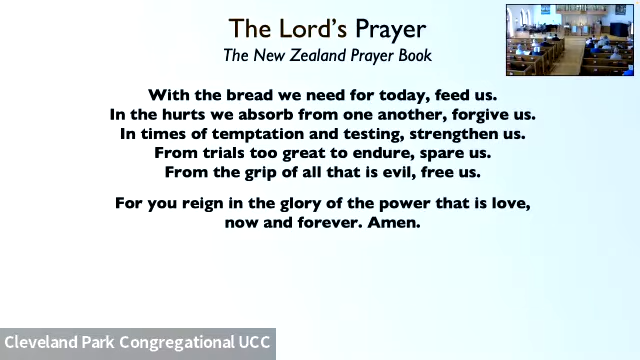 The Lord's Prayer
The New Zealand Prayer Book
With the bread we need for today, feed us.
In the hurts we absorb from one another, forgive us.
In times of temptation and testing, strengthen us.
From trials too great to endure, spare us.
From the grip of all that is evil, free us.
For you reign in the glory of the power that is love,
now and forever. Amen.
Cleveland Park Congregational UCC